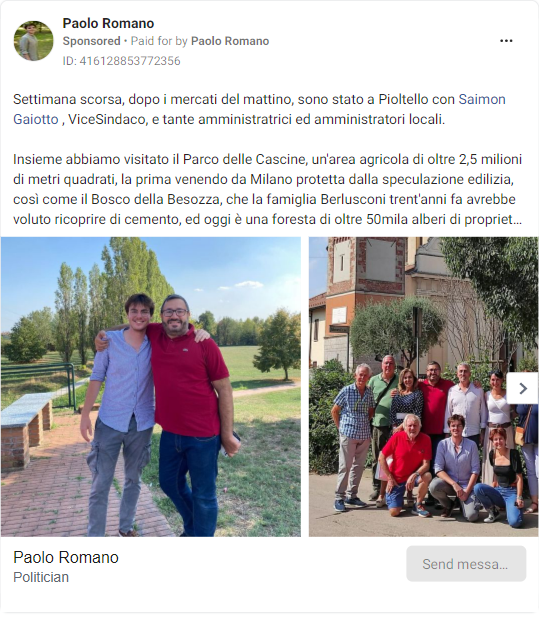 Paolo Romano
Sponsored • Paid for by Paolo Romano
ID: 416128853772356
Settimana scorsa, dopo i mercati del mattino, sono stato a Pioltello con Saimon
Gaiotto , ViceSindaco, e tante amministratrici ed amministratori locali.
Insieme abbiamo visitato il Parco delle Cascine, un'area agricola di oltre 2,5 milioni
di metri quadrati, la prima venendo da Milano protetta dalla speculazione edilizia,
così come il Bosco della Besozza, che la famiglia Berlusconi trent'anni fa avrebbe
voluto ricoprire di cemento, ed oggi è una foresta di oltre 50mila alberi di propriet...
Paolo Romano
Politician
Send messa...